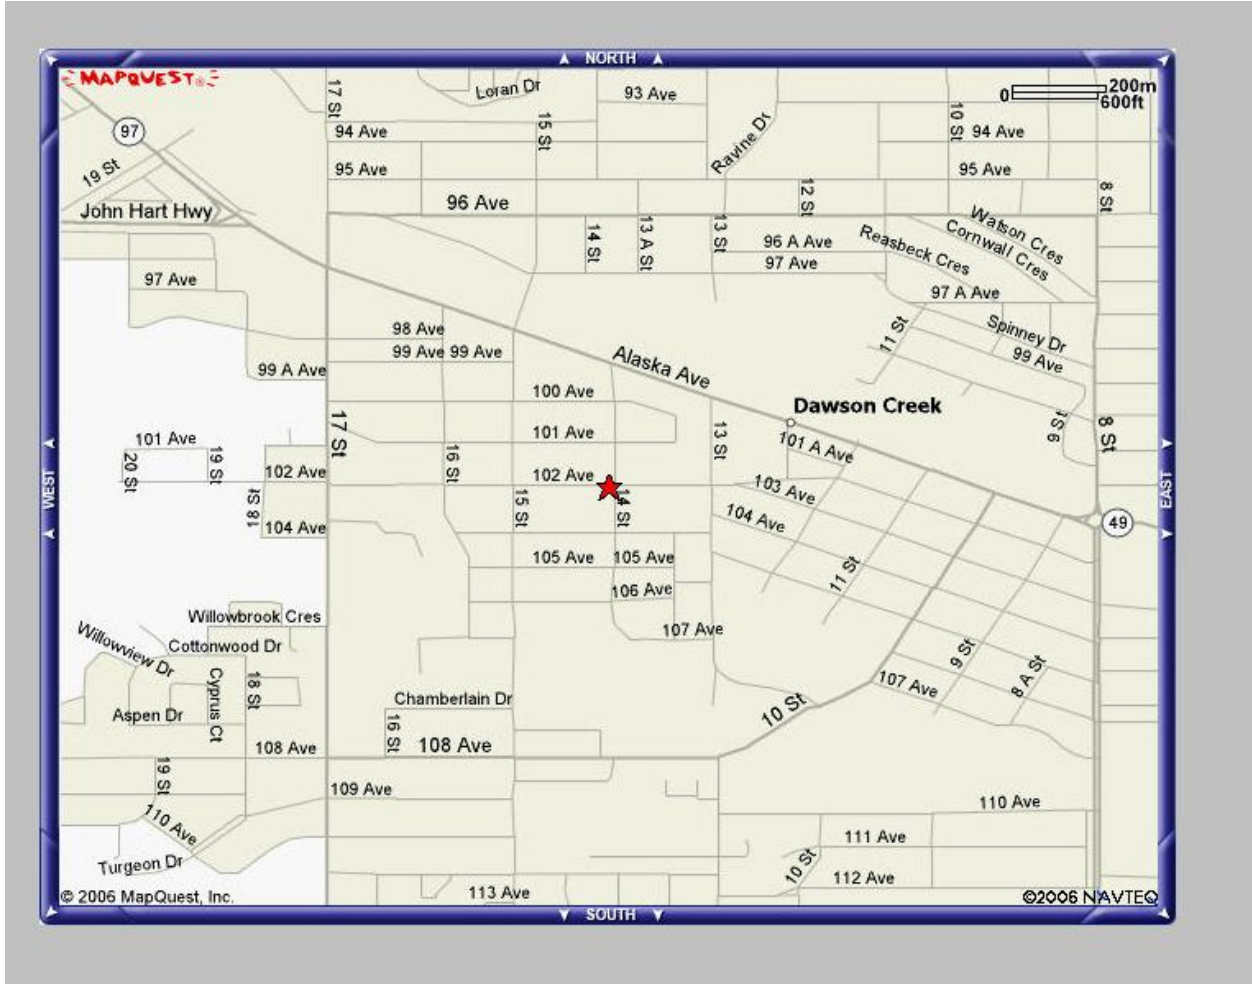 NORTH
MAPQUEST
Loran Dr
93 Ave
200m
0
600ft
17 St
97
94 Ave
15 St
Ravine Dr
10 St
94 Ave
19 St
95 Ave
95 Ave
12 St
8 St
96 Ave
John Hart Hwy
14 St
13 A St
13 St
96 A Ave
Reasbeck Cres
Watson Cres
Cornwall Cres
97 Ave
97 Ave
97 A Ave
98 Ave
11 St
Spinney Dr
99 Ave
99 Ave
99 Ave
99 A Ave
Alaska Ave
100 Ave
Dawson Creek
17 St
101 Ave
101 Ave
13 St
101 A Ave
9 St
8 St
WEST
EAST
20 St
19 St
102 Ave
16 St
102 Ave
103 Ave
18 St
15 St
14 St
104 Ave
104 Ave
49
105 Ave
105 Ave
11 St
106 Ave
Willowbrook Cres
107 Ave
Willowview Dr
Cottonwood Dr
9 St
8 A St
Cyprus Ct
18 St
107 Ave
Chamberlain Dr
Aspen Dr
10 St
16 St
108 Ave
108 Ave
19 St
109 Ave
110 Ave
110 Ave
111 Ave
Turgeon Dr
10 St
112 Ave
113 Ave
© 2006 MapQuest, Inc.
©2006 NAVTEQ
SOUTH